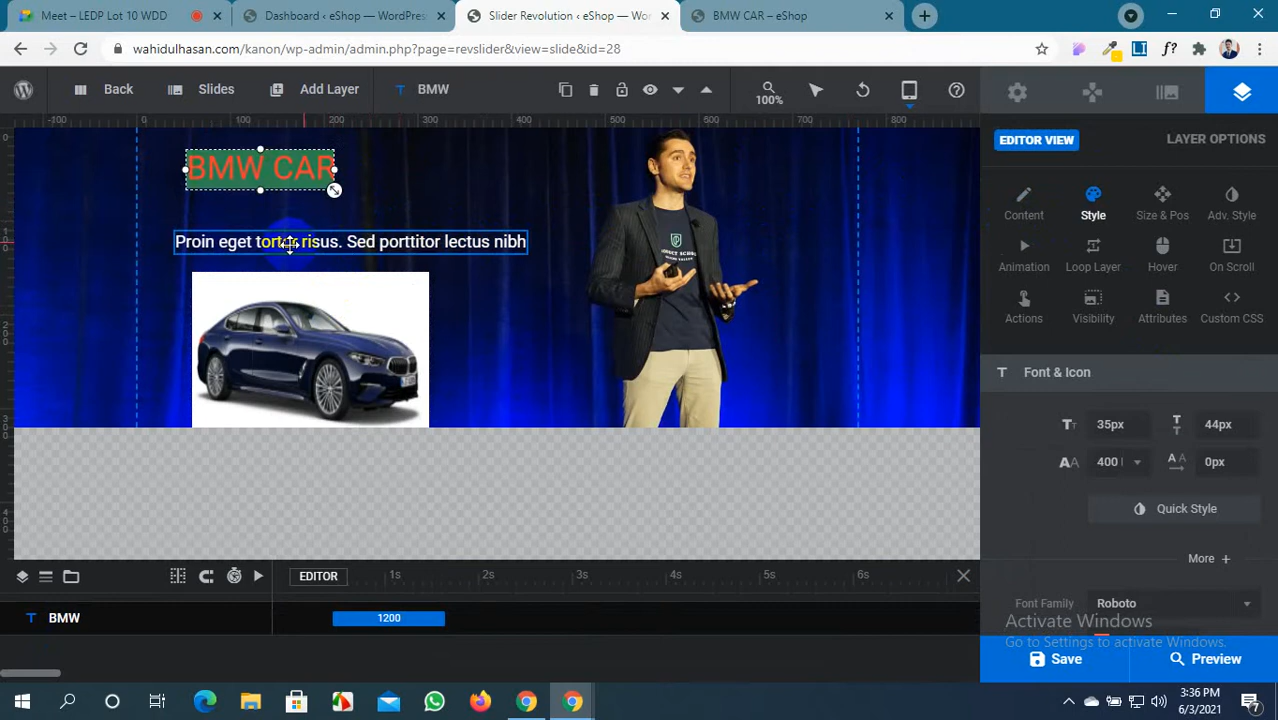 Meet – LEDP Lot 10 WDD
Dashboard ‹ eShop — WordPress
Slider Revolution ‹ eShop — Wor
BMW CAR – eShop
wahidulhasan.com/kanon/wp-admin/admin.php?page=revslider&view=slide&id=28
Back
Slides
Add Layer
BMW
100%
-100 0 100 200 300 400 500 600 700 800
EDITOR VIEW
LAYER OPTIONS
Content
Style
Size & Pos
Adv. Style
Animation
Loop Layer
Hover
On Scroll
Actions
Visibility
Attributes
Custom CSS
BMW CAR
Proin eget tortor risus. Sed porttitor lectus nibh
Font & Icon
35px
44px
400
0px
Quick Style
More +
Font Family
Roboto
EDITOR
1s 2s 3s 4s 5s 6s
BMW
1200
Activate Windows
Go to Settings to activate Windows.
Save
Preview
3:36 PM
6/3/2021
7